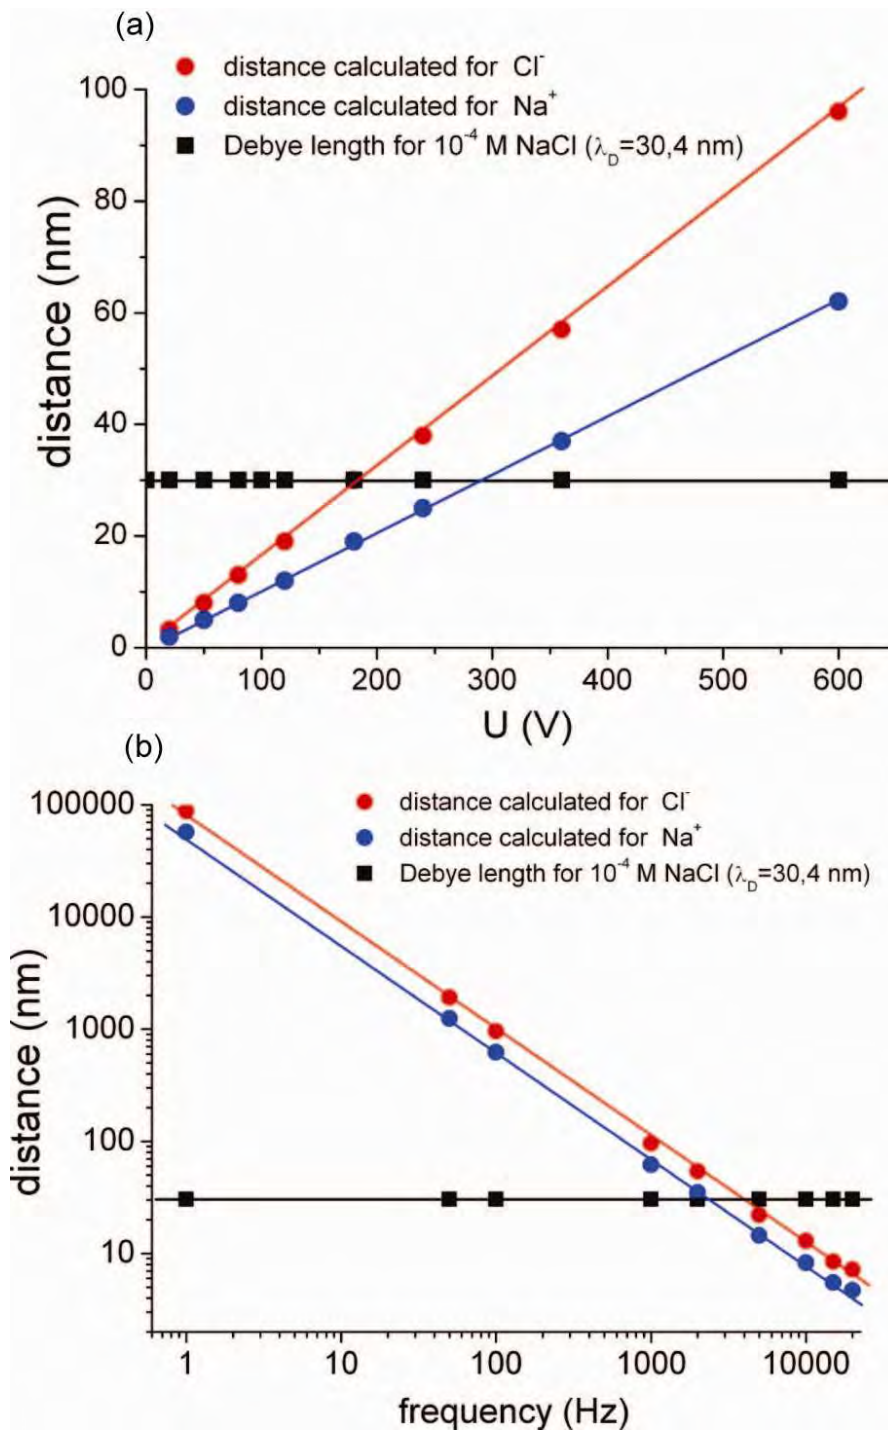 (a)
distance calculated for Cl⁻
distance calculated for Na⁺
Debye length for 10⁻⁴ M NaCl (λ_D=30,4 nm)
100
80
60
40
20
0
distance (nm)
0 100 200 300 400 500 600
U (V)
(b)
distance calculated for Cl⁻
distance calculated for Na⁺
Debye length for 10⁻⁴ M NaCl (λ_D=30,4 nm)
100000
10000
1000
100
10
distance (nm)
1 10 100 1000 10000
frequency (Hz)